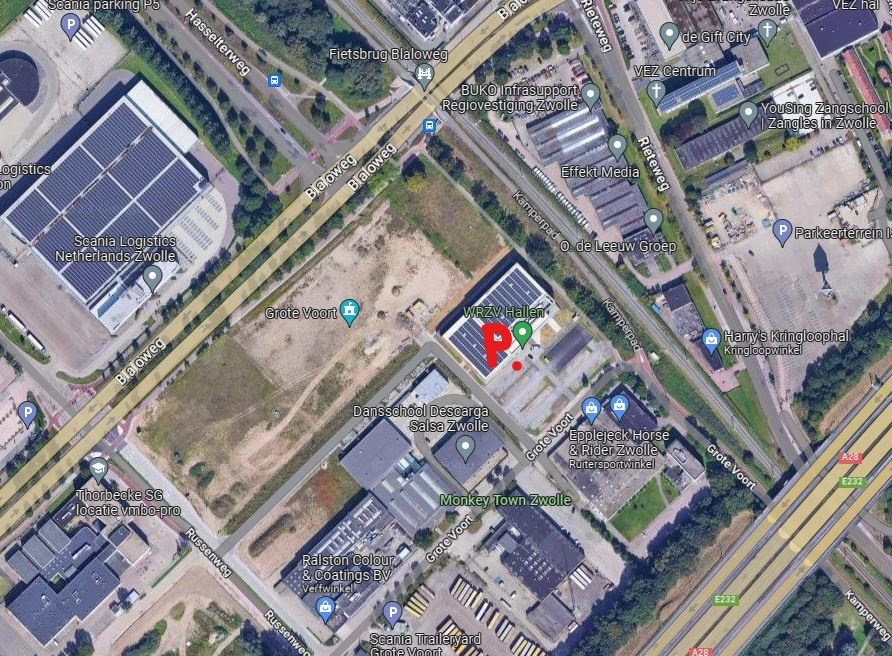 Scania parking P5
Hasselterweg
Blalo
Fietsbrug Blaloweg
Rieteweg
Zwolle
VEZ hal
de Gift City
VEZ Centrum
BUKO Infrasupport,
Regiovestiging Zwolle
YouSing Zangschool
| Zangles in Zwolle
Effekt Media
Rieteweg
Blaloweg
Blaloweg
Logistics
Kamperpad
Scania Logistics
Netherlands Zwolle
O. de Leeuw Groep
P
Parkeerterrein I
Grote Voort
WRZV Hallen
P
Kamperpad
Harry's Kringloophal
Kringloopwinkel
Blaloweg
P
Dansschool Descarga
Salsa Zwolle
Grote Voort
Epplejeck Horse
& Rider Zwolle
Ruitersportwinkel
Grote Voort
A28
E232
Thorbecke SG
locatie vmbo-pro
Monkey Town Zwolle
Grote Voort
Russenweg
Ralston Colour
& Coatings BV
Verfwinkel
E232
Kamperweg
Russenweg
P
Scania Traileryard
Grote Voort
A28